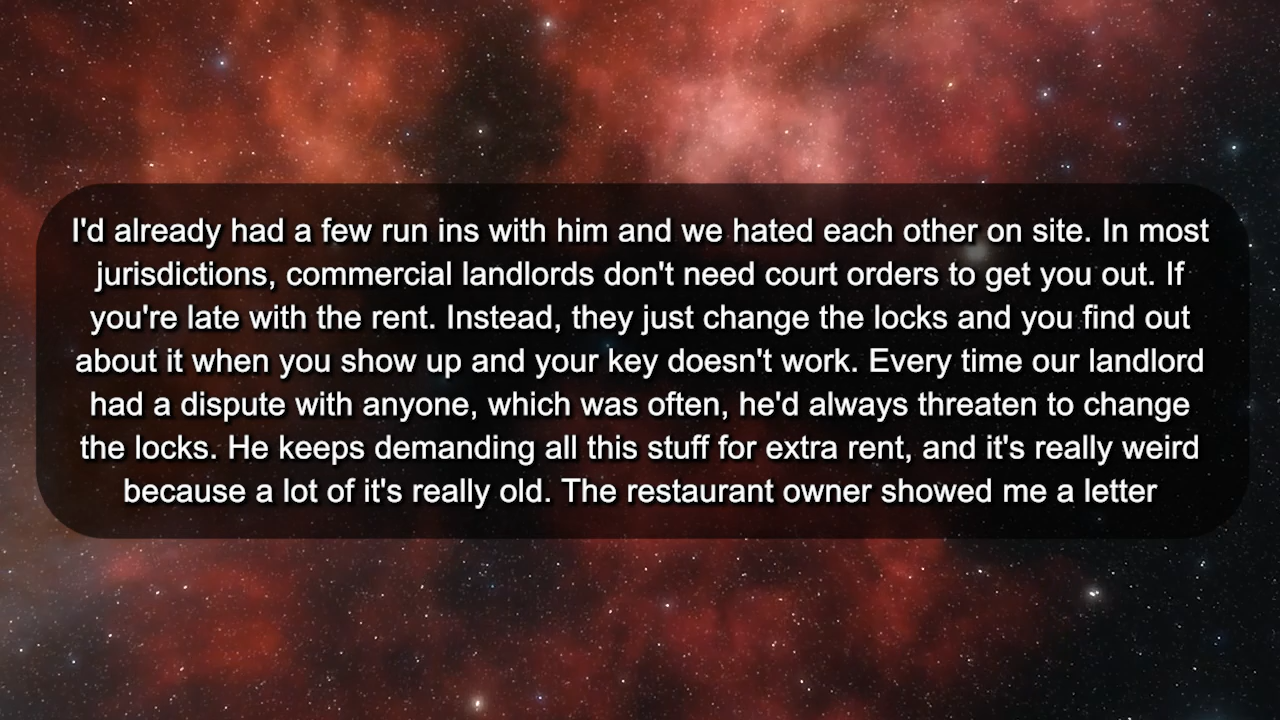 I'd already had a few run ins with him and we hated each other on site. In most
jurisdictions, commercial landlords don't need court orders to get you out. If
you're late with the rent. Instead, they just change the locks and you find out
about it when you show up and your key doesn't work. Every time our landlord
had a dispute with anyone, which was often, he'd always threaten to change
the locks. He keeps demanding all this stuff for extra rent, and it's really weird
because a lot of it's really old. The restaurant owner showed me a letter